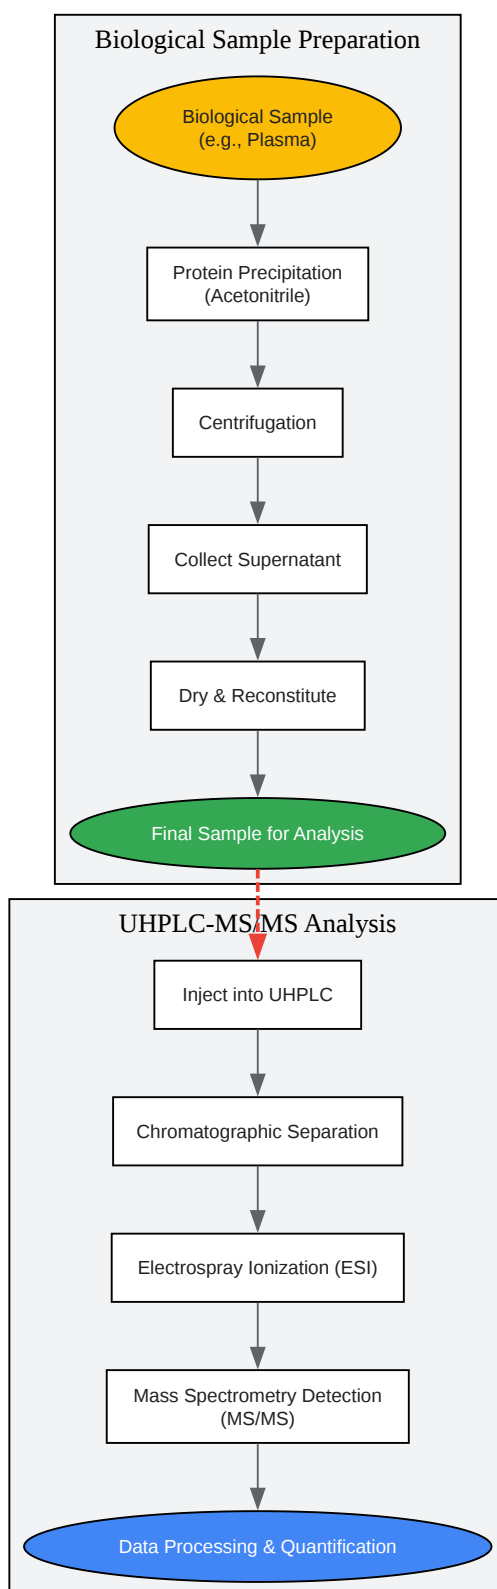 Biological Sample Preparation
Biological Sample
(e.g., Plasma)
Protein Precipitation
(Acetonitrile)
Centrifugation
Collect Supernatant
Dry & Reconstitute
Final Sample for Analysis
UHPLC-MS/MS Analysis
Inject into UHPLC
Chromatographic Separation
Electrospray Ionization (ESI)
Mass Spectrometry Detection
(MS/MS)
Data Processing & Quantification